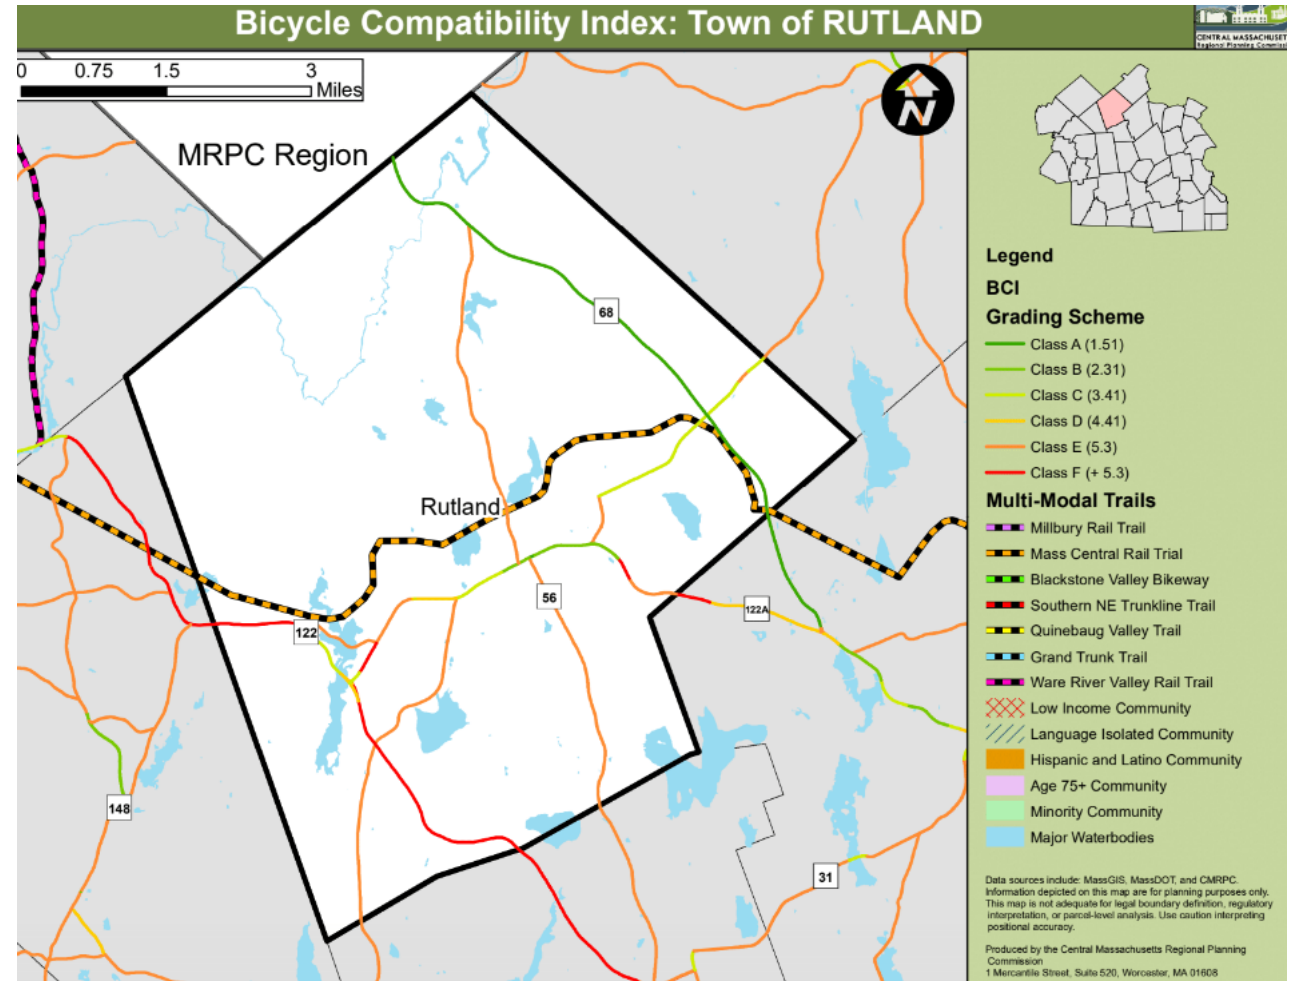 Bicycle Compatibility Index: Town of RUTLAND
CENTRAL MASSACHUSET
Regional Planning Commissi
0 0.75 1.5 3
Miles
MRPC Region
N
68
Rutland
56
122
122A
148
31
Legend
BCI
Grading Scheme
Class A (1.51)
Class B (2.31)
Class C (3.41)
Class D (4.41)
Class E (5.3)
Class F (+ 5.3)
Multi-Modal Trails
Millbury Rail Trail
Mass Central Rail Trial
Blackstone Valley Bikeway
Southern NE Trunkline Trail
Quinebaug Valley Trail
Grand Trunk Trail
Ware River Valley Rail Trail
Low Income Community
Language Isolated Community
Hispanic and Latino Community
Age 75+ Community
Minority Community
Major Waterbodies
Data sources include: MassGIS, MassDOT, and CMRPC.
Information depicted on this map are for planning purposes only.
This map is not adequate for legal boundary definition, regulatory
interpretation, or parcel-level analysis. Use caution interpreting
positional accuracy.
Produced by the Central Massachusetts Regional Planning
Commission
1 Mercantile Street, Suite 520, Worcester, MA 01608